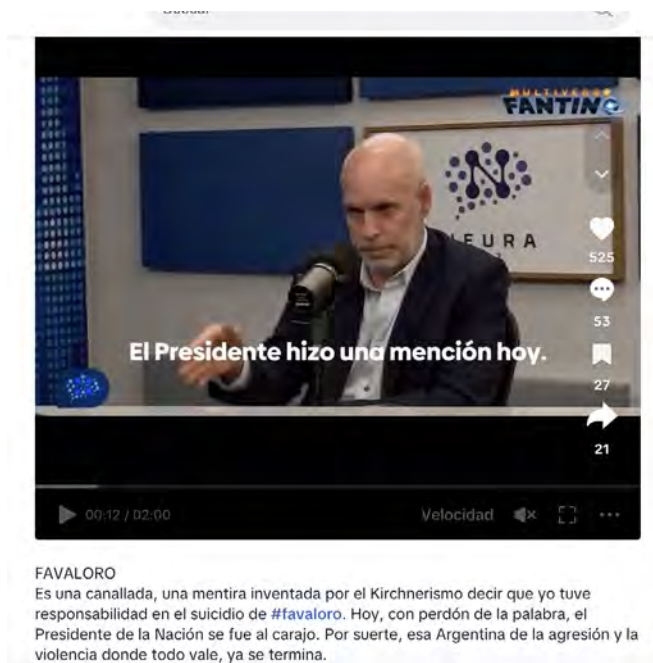 MULTIVERSO
FANTINO
525
53
El Presidente hizo una mención hoy.
27
21
00:12 / 02:00
Velocidad
FAVALORO
Es una canallada, una mentira inventada por el Kirchnerismo decir que yo tuve
responsabilidad en el suicidio de #favaloro. Hoy, con perdón de la palabra, el
Presidente de la Nación se fue al carajo. Por suerte, esa Argentina de la agresión y la
violencia donde todo vale, ya se termina.